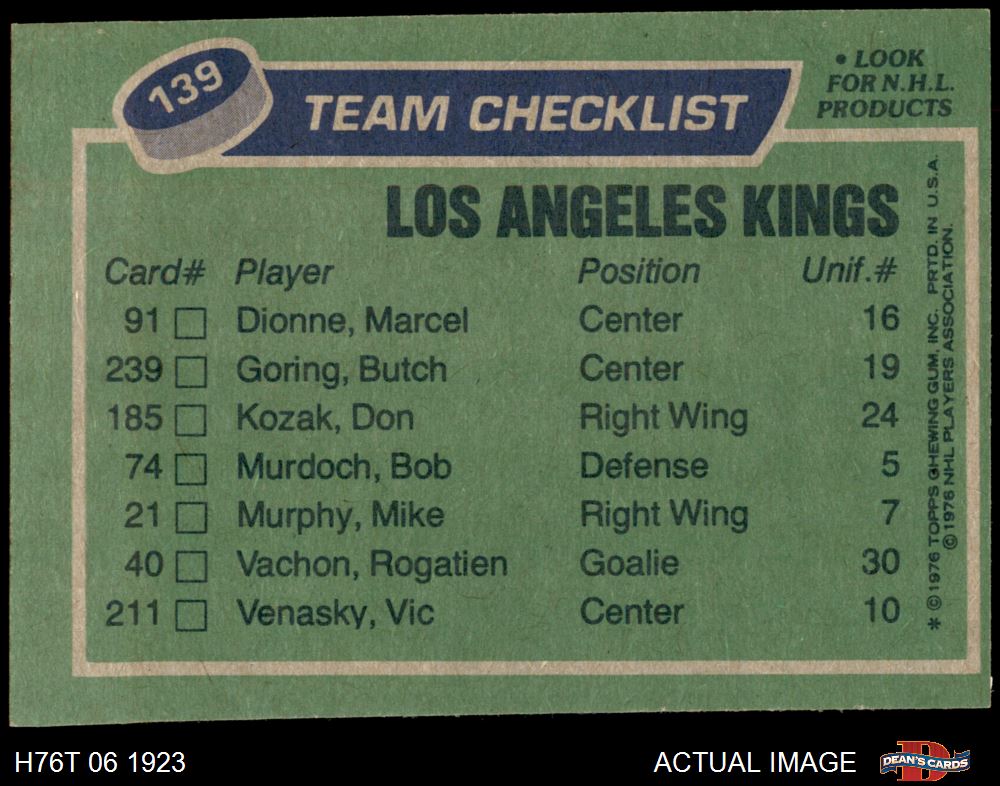 139
TEAM CHECKLIST
• LOOK
FOR N.H.L.
PRODUCTS
LOS ANGELES KINGS
Card# Player Position Unif.#
91 Dionne, Marcel Center 16
239 Goring, Butch Center 19
185 Kozak, Don Right Wing 24
74 Murdoch, Bob Defense 5
21 Murphy, Mike Right Wing 7
40 Vachon, Rogatien Goalie 30
211 Venasky, Vic Center 10
* © 1976 TOPPS CHEWING GUM, INC. PRTD. IN U.S.A.
© 1976 NHL PLAYERS ASSOCIATION.
H76T 06 1923
ACTUAL IMAGE
D
DEAN'S CARDS